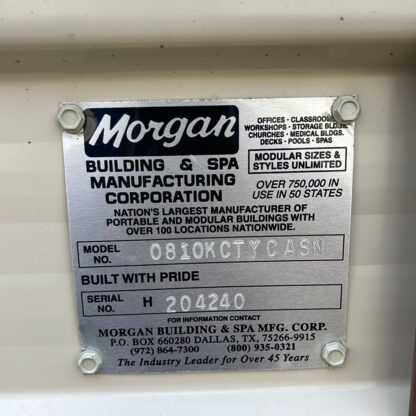 Morgan
OFFICES · CLASSROOMS
WORKSHOPS · STORAGE BLDS.
CHURCHES · MEDICAL BLDGS.
DECKS · POOLS · SPAS
BUILDING & SPA
MANUFACTURING
CORPORATION
MODULAR SIZES &
STYLES UNLIMITED
OVER 750,000 IN
USE IN 50 STATES
NATION'S LARGEST MANUFACTURER OF
PORTABLE AND MODULAR BUILDINGS WITH
OVER 100 LOCATIONS NATIONWIDE.
MODEL NO. 0810KCTYCASN
BUILT WITH PRIDE
SERIAL NO. H 204240
FOR INFORMATION CONTACT
MORGAN BUILDING & SPA MFG. CORP.
P.O. BOX 660280 DALLAS, TX, 75266-9915
(972) 864-7300 (800) 935-0321
The Industry Leader for Over 45 Years